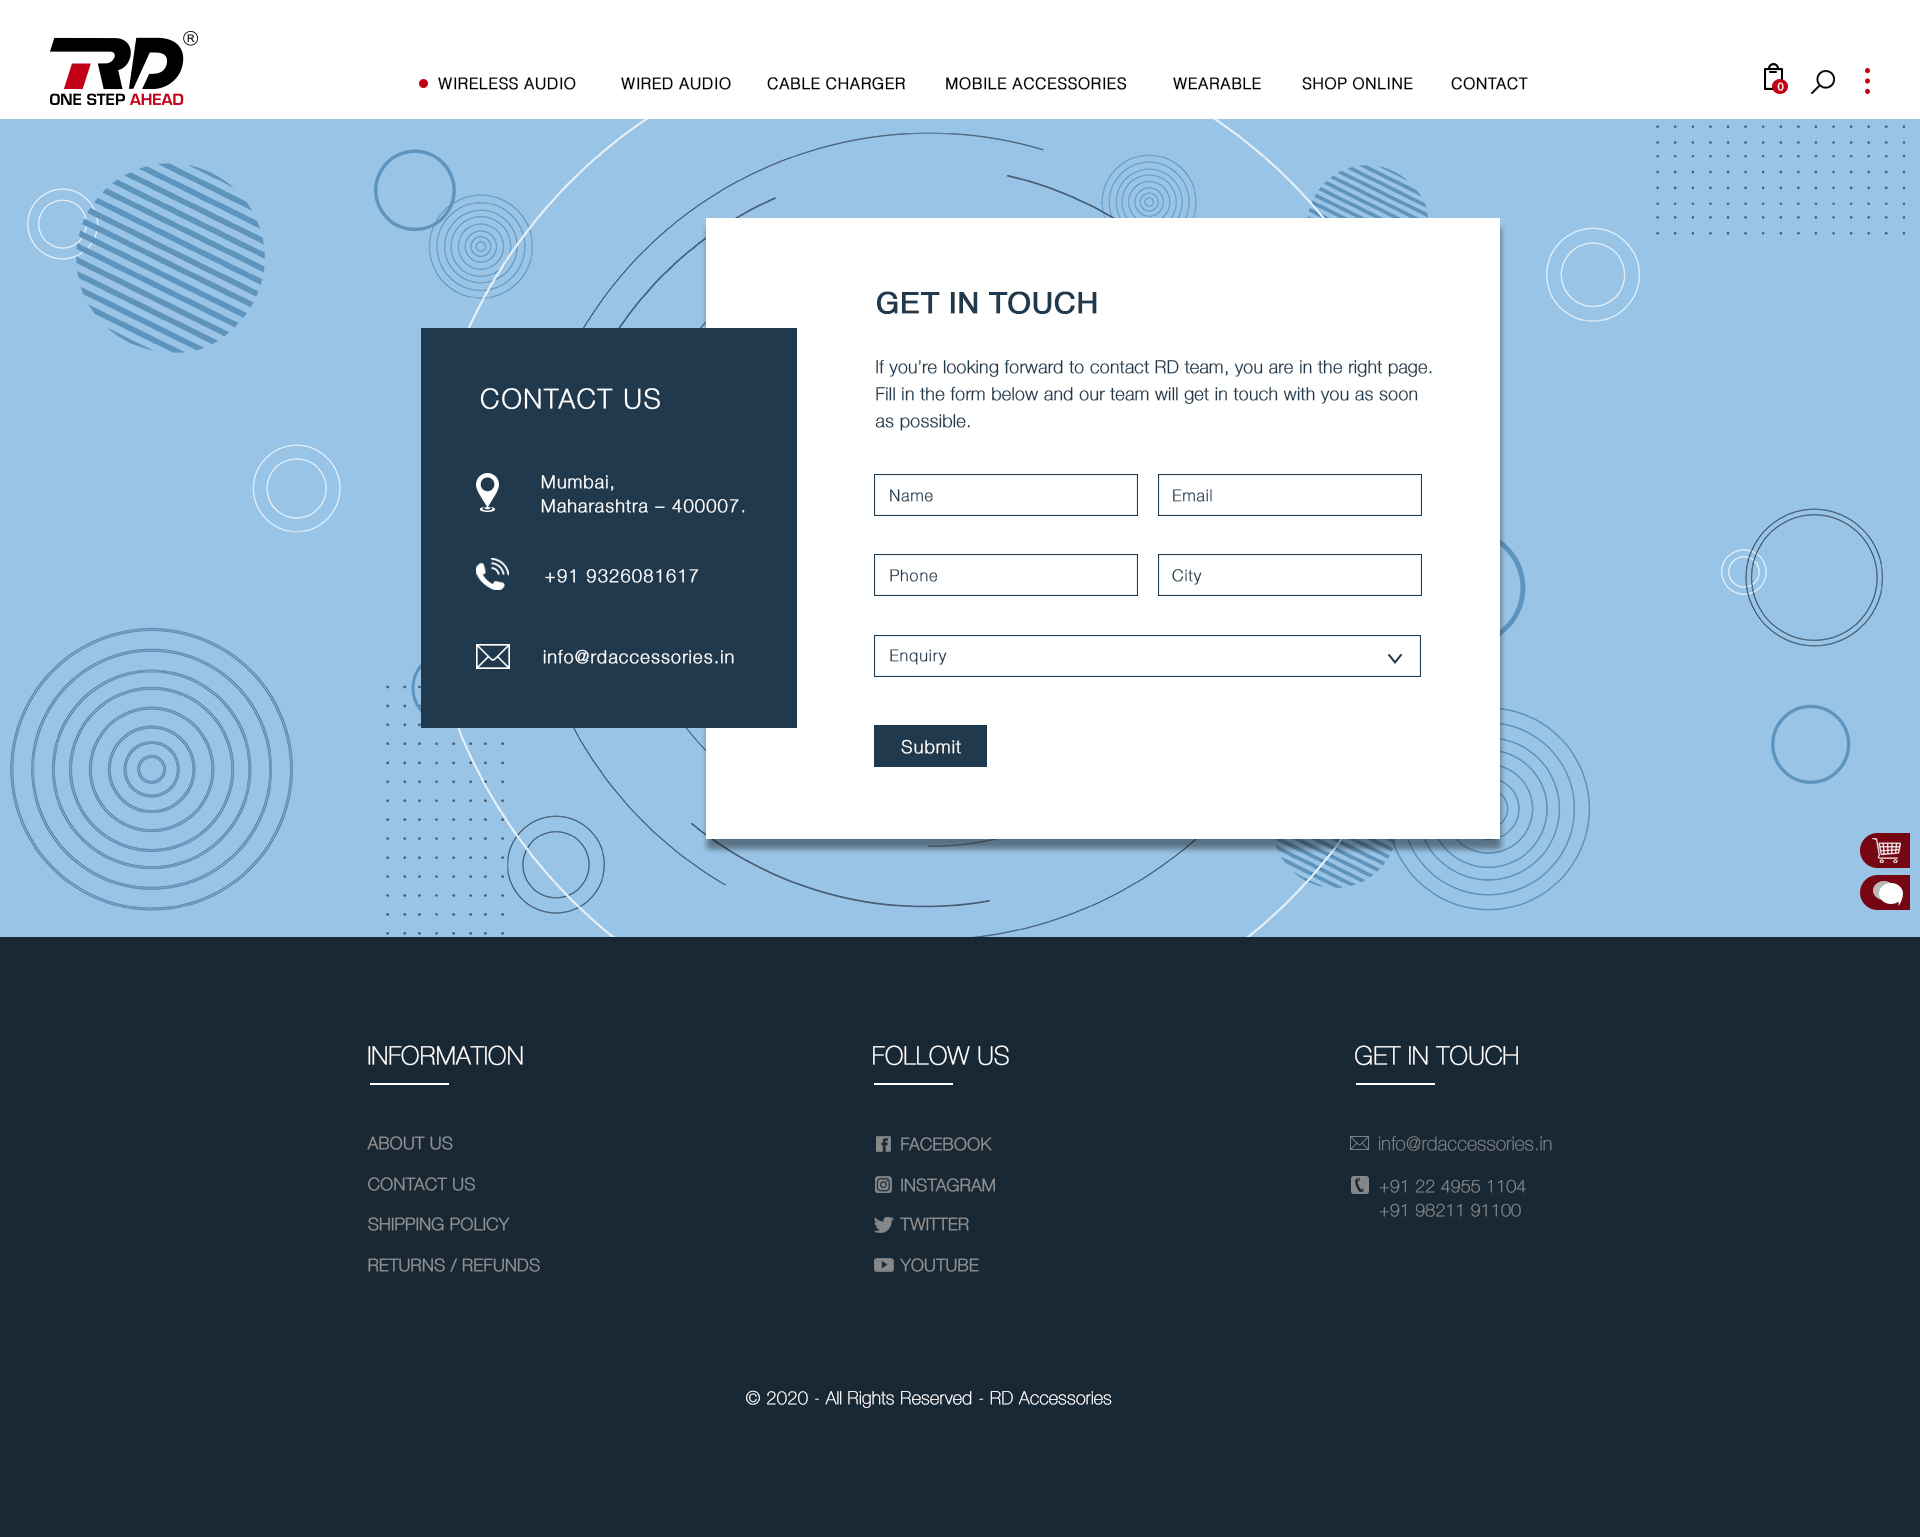 RD®
ONE STEP AHEAD
WIRELESS AUDIO
WIRED AUDIO
CABLE CHARGER
MOBILE ACCESSORIES
WEARABLE
SHOP ONLINE
CONTACT
0
CONTACT US
Mumbai,
Maharashtra – 400007.
+91 9326081617
info@rdaccessories.in
GET IN TOUCH
If you're looking forward to contact RD team, you are in the right page.
Fill in the form below and our team will get in touch with you as soon
as possible.
Name
Email
Phone
City
Enquiry
Submit
INFORMATION
ABOUT US
CONTACT US
SHIPPING POLICY
RETURNS / REFUNDS
FOLLOW US
FACEBOOK
INSTAGRAM
TWITTER
YOUTUBE
GET IN TOUCH
info@rdaccessories.in
+91 22 4955 1104
+91 98211 91100
© 2020 - All Rights Reserved - RD Accessories